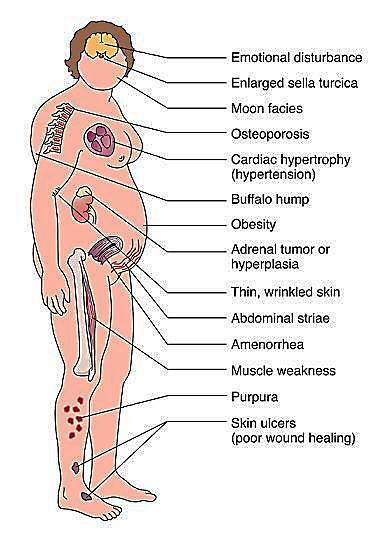 Emotional disturbance
Enlarged sella turcica
Moon facies
Osteoporosis
Cardiac hypertrophy
(hypertension)
Buffalo hump
Obesity
Adrenal tumor or
hyperplasia
Thin, wrinkled skin
Abdominal striae
Amenorrhea
Muscle weakness
Purpura
Skin ulcers
(poor wound healing)